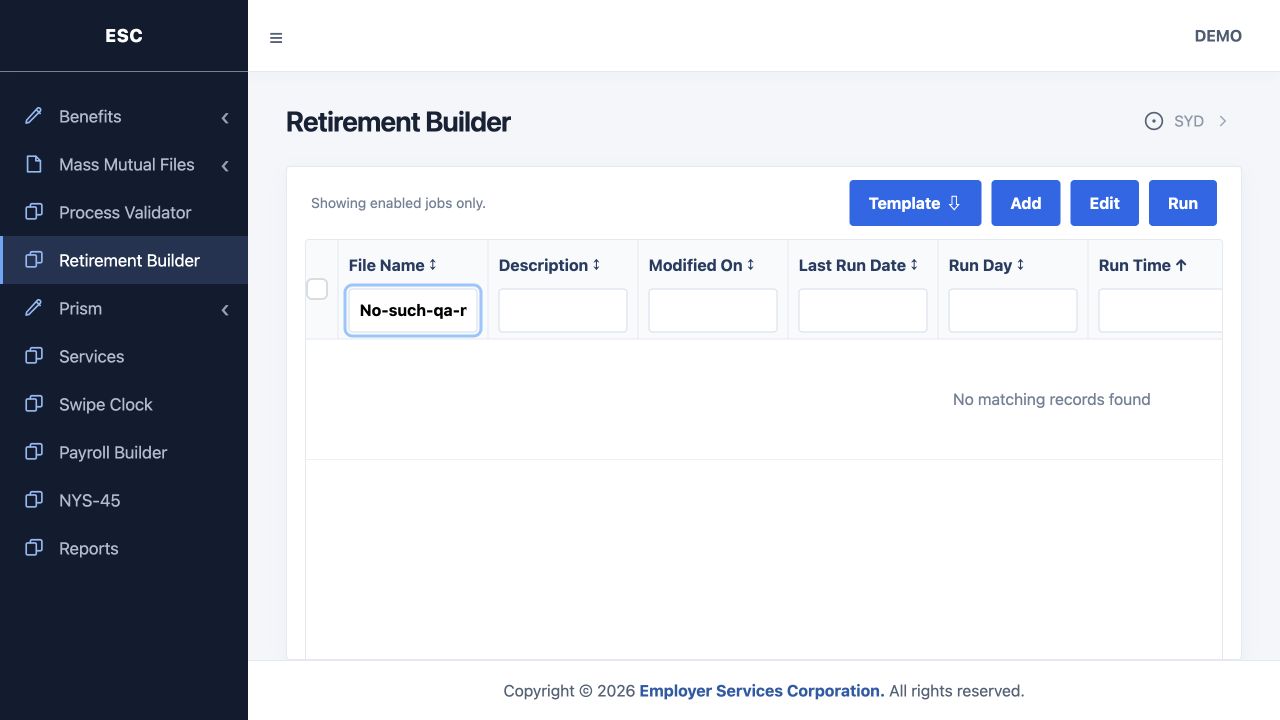 ESC
DEMO
Benefits
Mass Mutual Files
Process Validator
Retirement Builder
Prism
Services
Swipe Clock
Payroll Builder
NYS-45
Reports
Retirement Builder
SYD
Showing enabled jobs only.
Template
Add
Edit
Run
File Name
Description
Modified On
Last Run Date
Run Day
Run Time
No-such-qa-r
No matching records found
Copyright © 2026 Employer Services Corporation. All rights reserved.